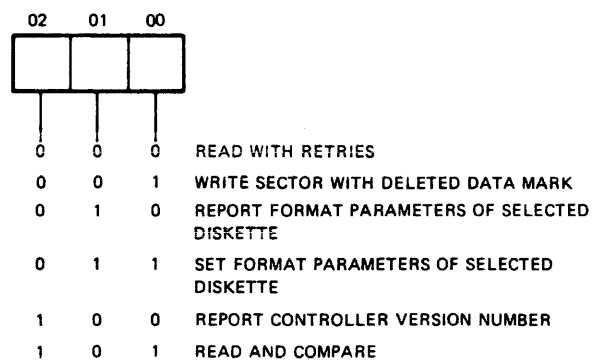 02 01 00
0 0 0 READ WITH RETRIES
0 0 1 WRITE SECTOR WITH DELETED DATA MARK
0 1 0 REPORT FORMAT PARAMETERS OF SELECTED
DISKETTE
0 1 1 SET FORMAT PARAMETERS OF SELECTED
DISKETTE
1 0 0 REPORT CONTROLLER VERSION NUMBER
1 0 1 READ AND COMPARE